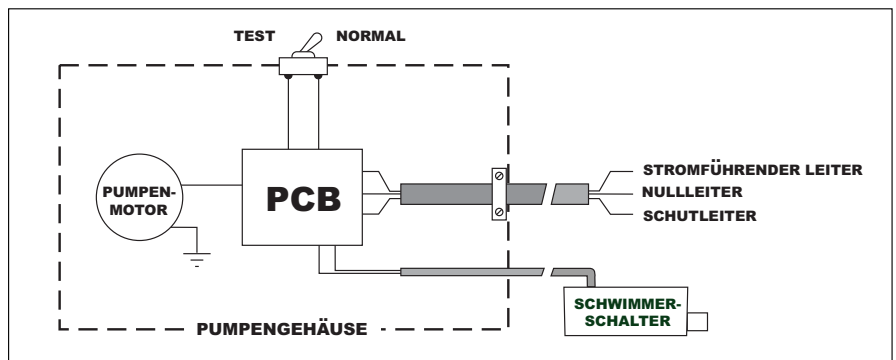 TEST NORMAL
STROMFÜHRENDER LEITER
PUMPEN-
MOTOR
PCB
NULLLEITER
SCHUTLEITER
SCHWIMMER-
SCHALTER
PUMPENGEHÄUSE